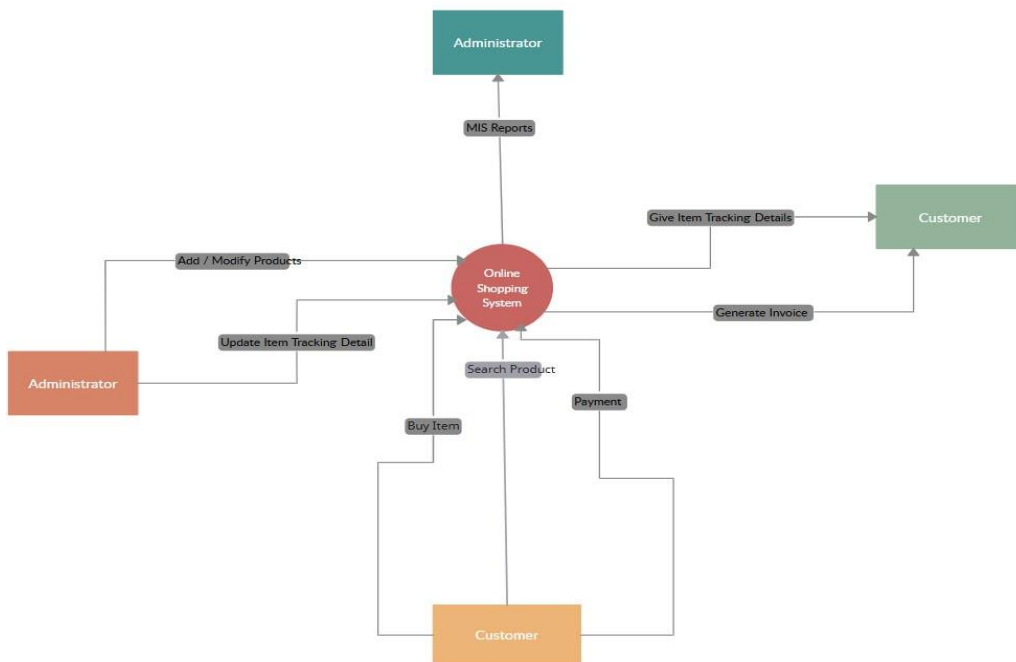 Administrator
MIS Reports
Give Item Tracking Details
Customer
Add / Modify Products
Online
Shopping
System
Generate Invoice
Update Item Tracking Detail
Administrator
Search Product
Payment
Buy Item
Customer